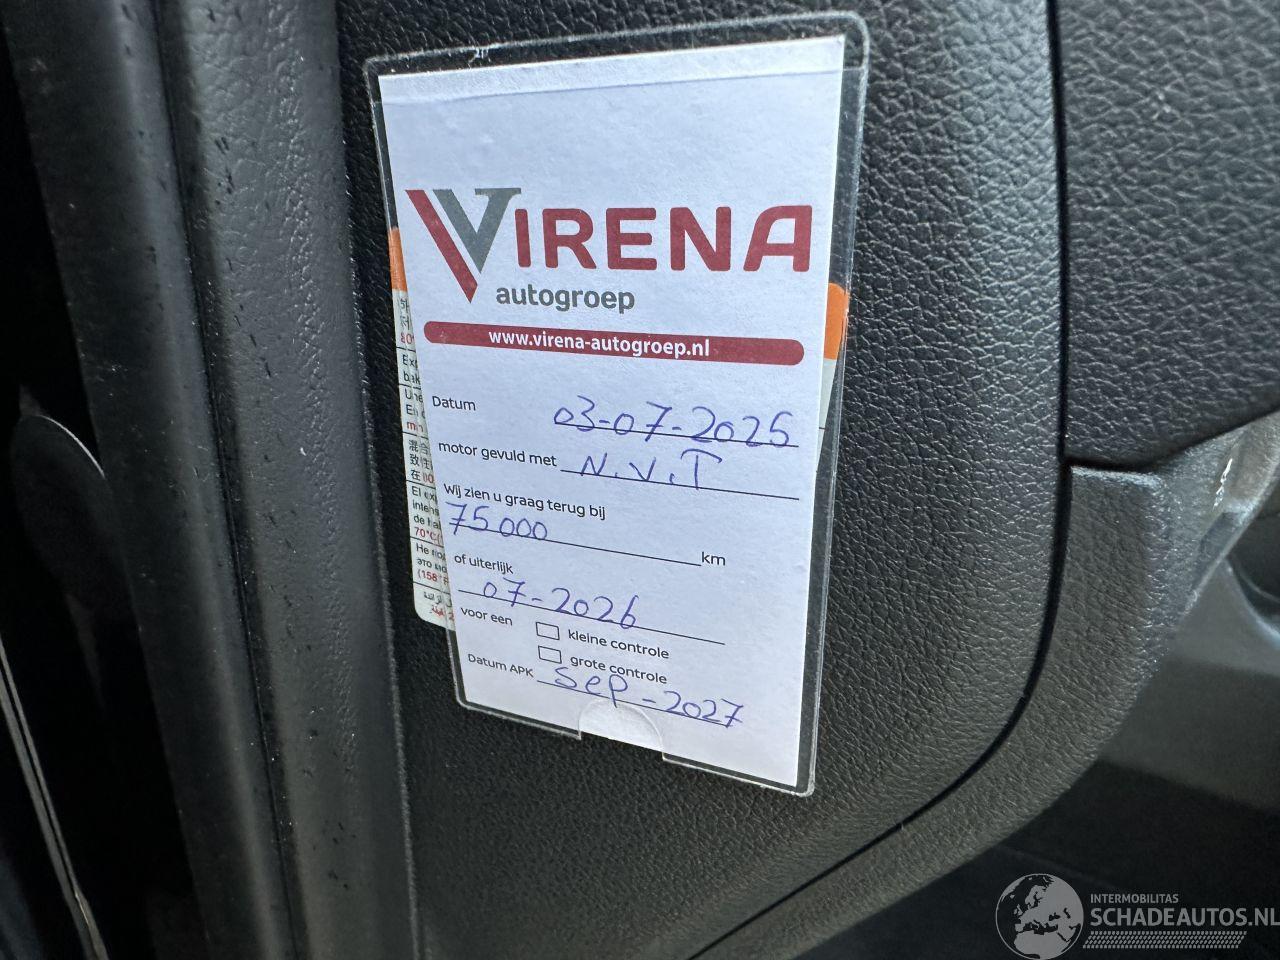 VIRENA
autogroep
www.virena-autogroep.nl
Datum 03-07-2025
motor gevuld met N.V.T
Wij zien u graag terug bij
75000 km
of uiterlijk
07-2026
voor een
kleine controle
grote controle
Datum APK Sep-2027
INTERMOBILITAS
SCHADEAUTOS.NL